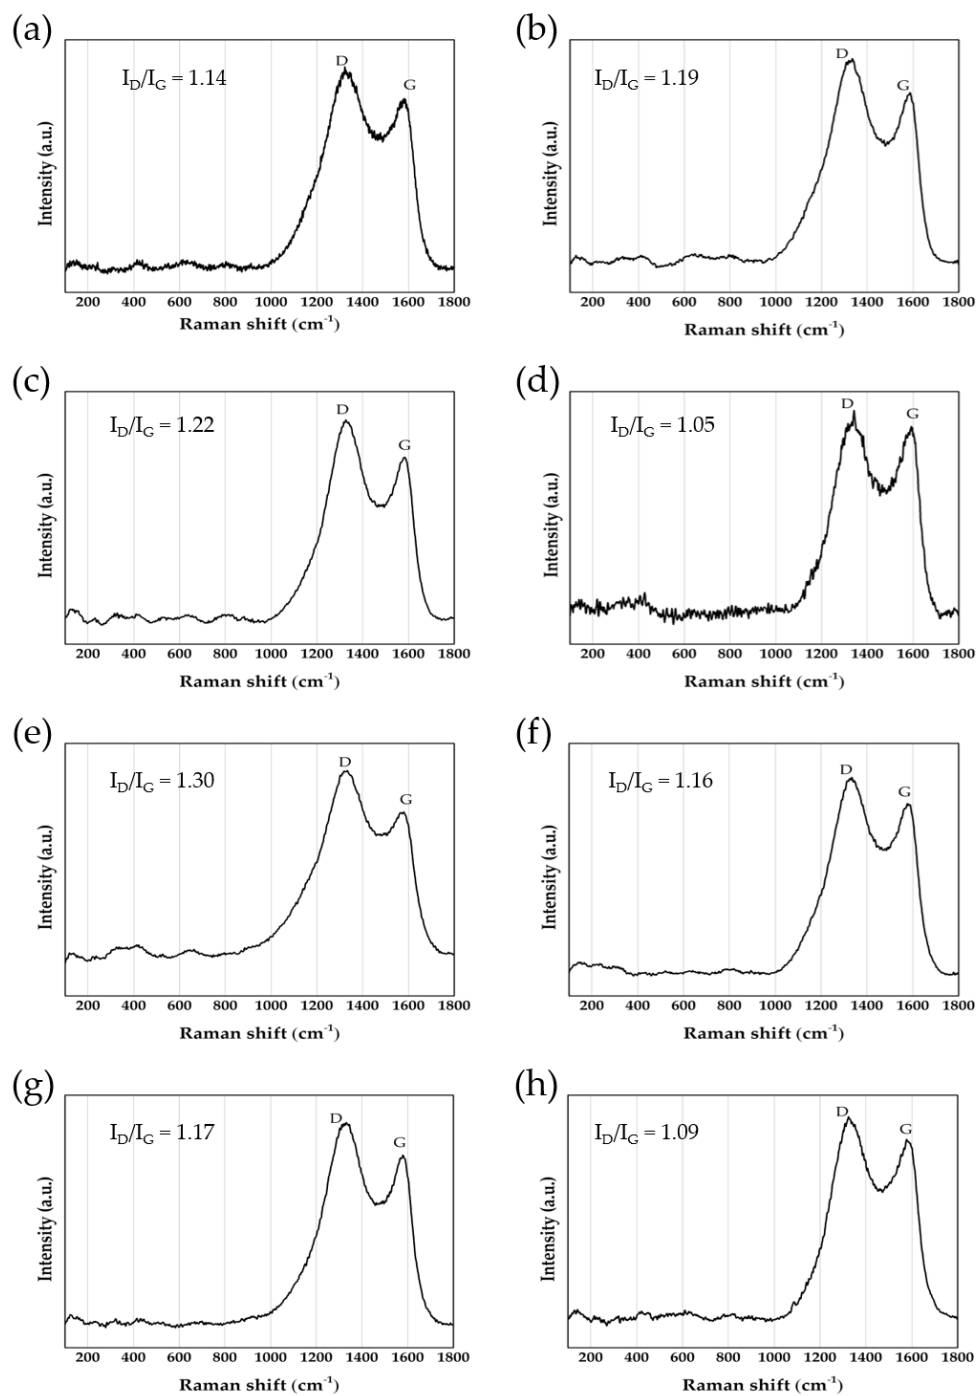 (a)
I_D/I_G = 1.14
D
G
Intensity (a.u.)
200 400 600 800 1000 1200 1400 1600 1800
Raman shift (cm⁻¹)
(b)
I_D/I_G = 1.19
D
G
Intensity (a.u.)
200 400 600 800 1000 1200 1400 1600 1800
Raman shift (cm⁻¹)
(c)
I_D/I_G = 1.22
D
G
Intensity (a.u.)
200 400 600 800 1000 1200 1400 1600 1800
Raman shift (cm⁻¹)
(d)
I_D/I_G = 1.05
D
G
Intensity (a.u.)
200 400 600 800 1000 1200 1400 1600 1800
Raman shift (cm⁻¹)
(e)
I_D/I_G = 1.30
D
G
Intensity (a.u.)
200 400 600 800 1000 1200 1400 1600 1800
Raman shift (cm⁻¹)
(f)
I_D/I_G = 1.16
D
G
Intensity (a.u.)
200 400 600 800 1000 1200 1400 1600 1800
Raman shift (cm⁻¹)
(g)
I_D/I_G = 1.17
D
G
Intensity (a.u.)
200 400 600 800 1000 1200 1400 1600 1800
Raman shift (cm⁻¹)
(h)
I_D/I_G = 1.09
D
G
Intensity (a.u.)
200 400 600 800 1000 1200 1400 1600 1800
Raman shift (cm⁻¹)